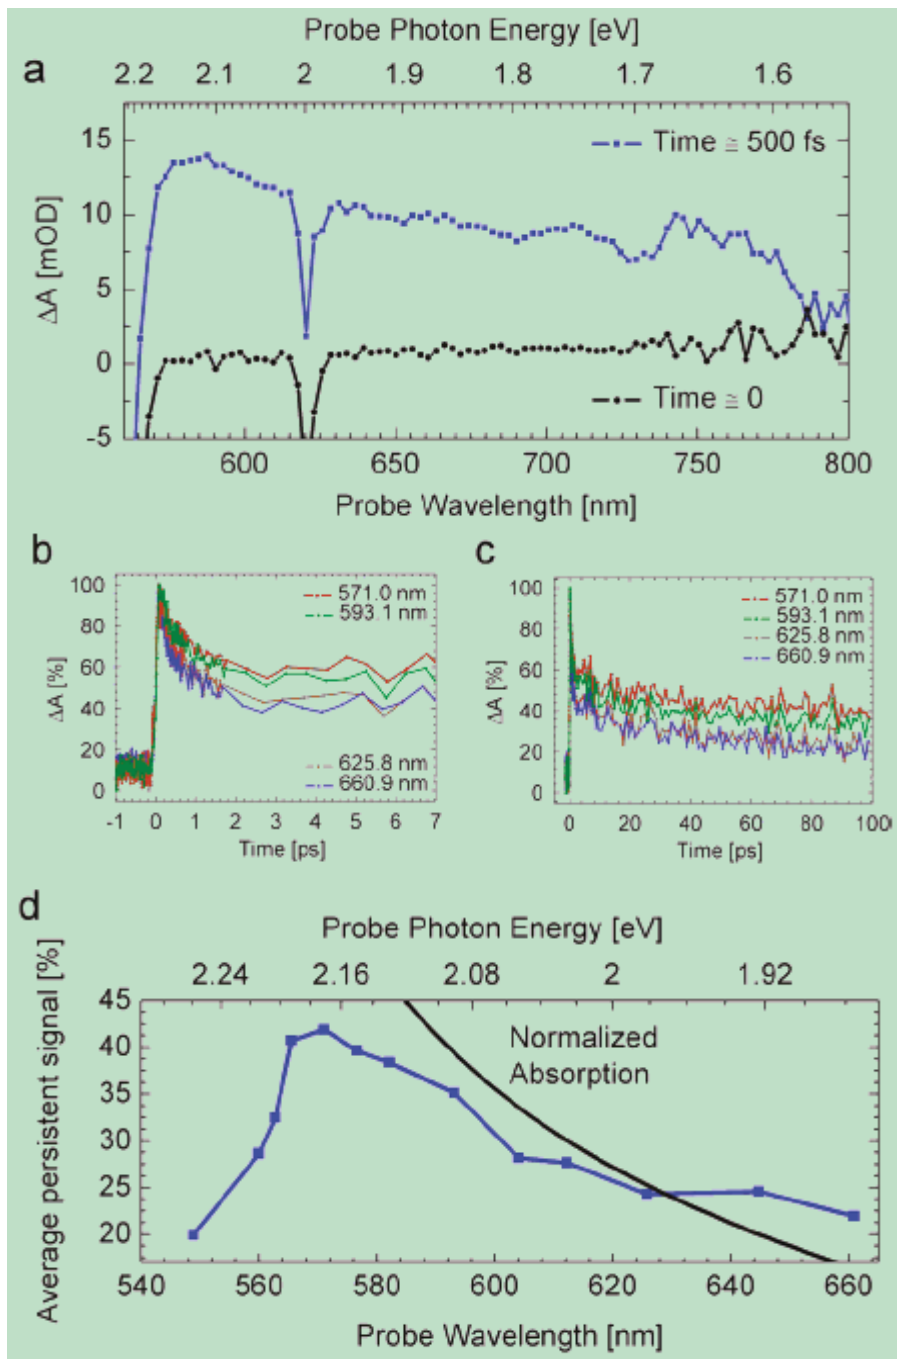 Probe Photon Energy [eV]
a
2.2 2.1 2 1.9 1.8 1.7 1.6
15
10
5
0
-5
ΔA [mOD]
Time ≅ 500 fs
Time ≅ 0
600 650 700 750 800
Probe Wavelength [nm]
b
100
80
60
40
20
0
ΔA [%]
571.0 nm
593.1 nm
625.8 nm
660.9 nm
-1 0 1 2 3 4 5 6 7
Time [ps]
c
100
80
60
40
20
0
ΔA [%]
571.0 nm
593.1 nm
625.8 nm
660.9 nm
0 20 40 60 80 100
Time [ps]
d
Probe Photon Energy [eV]
2.24 2.16 2.08 2 1.92
45
40
35
30
25
20
Average persistent signal [%]
Normalized
Absorption
540 560 580 600 620 640 660
Probe Wavelength [nm]